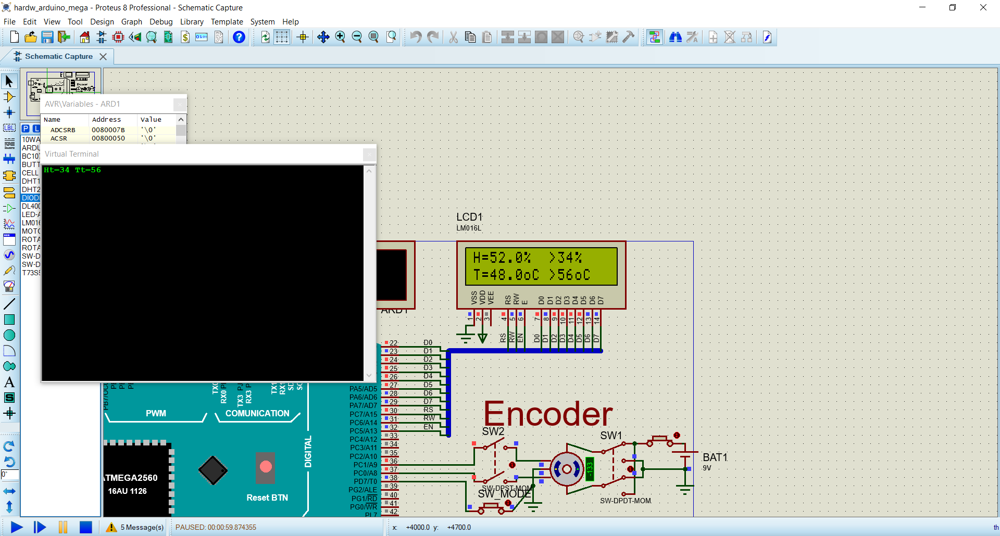 hardw_arduino_mega - Proteus 8 Professional - Schematic Capture
File Edit View Tool Design Graph Debug Library Template System Help
Schematic Capture
AVR\Variables - ARD1
Name Address Value
ADCSRB 0080007B '\0'
ACSR 00800050 '\0'
P L
10WA
ARDU
BC107
BUTT
CELL
DHT1
DHT2
DIOD
DL400
LED-A
LM016
MOTO
ROTA
ROTA
SW-D
SW-D
T73S5
Virtual Terminal
Ht=34 Tt=56
LCD1
LM016L
H=52.0% >34%
T=48.0oC >56oC
VSS VDD VEE RS RW E D0 D1 D2 D3 D4 D5 D6 D7
1 2 3 4 5 6 7 8 9 10 11 12 13 14
RS RW EN D0 D1 D2 D3 D4 D5 D6 D7
ARD1
22 D0
23 D1
24 D2
25 D3
26 D4
PA5/AD5 27 D5
PA6/AD6 28 D6
PA7/AD7 29 D7
PC7/A15 30 RS
PC6/A14 31 RW
PC5/A13 32 EN
PC4/A12 33
PC3/A11 34
PC2/A10 35
PC1/A9 36
PC0/A8 37
PD7/T0 38
PG2/ALE 39
PG1/RD 40
PG0/WR 41
PL7 42
TX0
RX0
TX3 PJ
RX3 P
TX1
RX1
PWM
COMUNICATION
DIGITAL
ATMEGA2560
16AU 1126
Reset BTN
Encoder
SW2
SW1
-133
BAT1
9V
SW-DPST-MOM
SW_MODE
SW-DPDT-MOM
0°
5 Message(s)
PAUSED: 00:00:59.874355
x: +4000.0 y: +4700.0
th